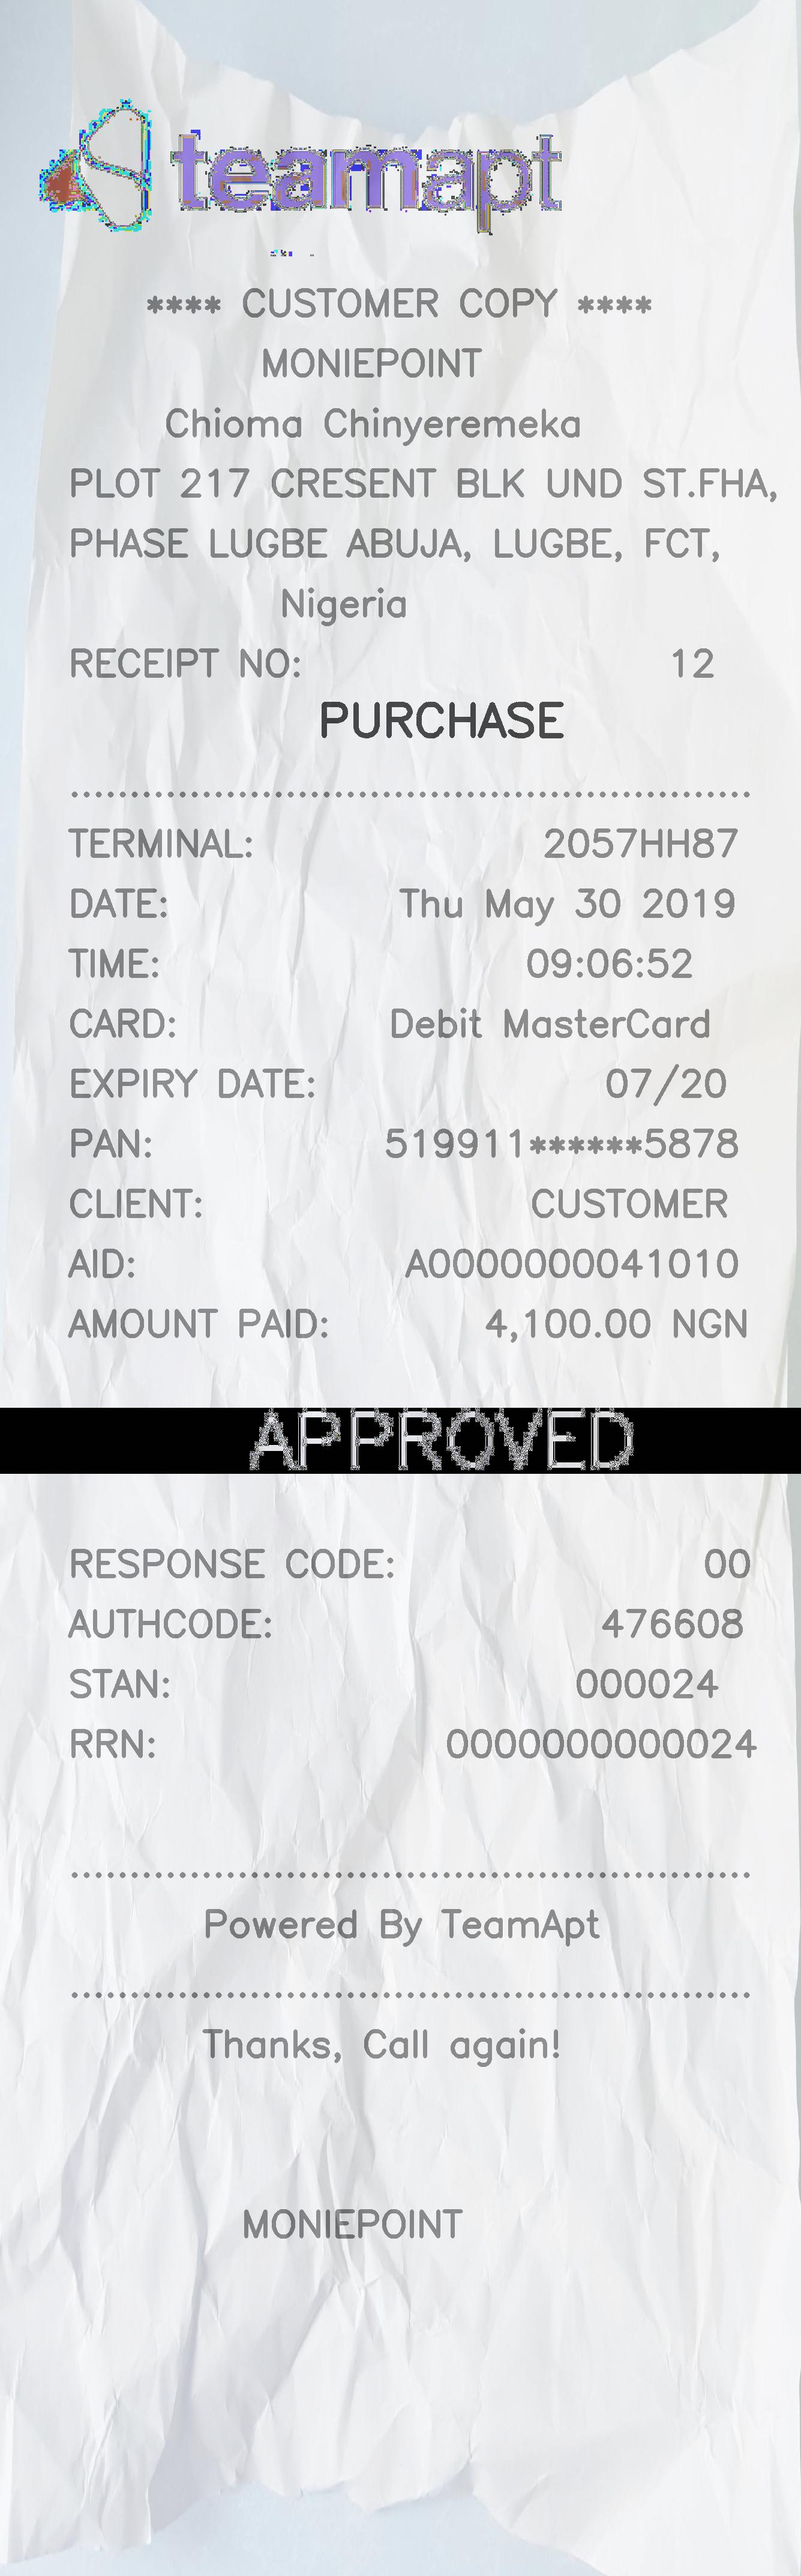 teamapt
**** CUSTOMER COPY ****
MONIEPOINT
Chioma Chinyeremeka
PLOT 217 CRESENT BLK UND ST.FHA,
PHASE LUGBE ABUJA, LUGBE, FCT,
Nigeria
RECEIPT NO: 12
PURCHASE
TERMINAL: 2057HH87
DATE: Thu May 30 2019
TIME: 09:06:52
CARD: Debit MasterCard
EXPIRY DATE: 07/20
PAN: 519911******5878
CLIENT: CUSTOMER
AID: A0000000041010
AMOUNT PAID: 4,100.00 NGN
APPROVED
RESPONSE CODE: 00
AUTHCODE: 476608
STAN: 000024
RRN: 0000000000024
Powered By TeamApt
Thanks, Call again!
MONIEPOINT